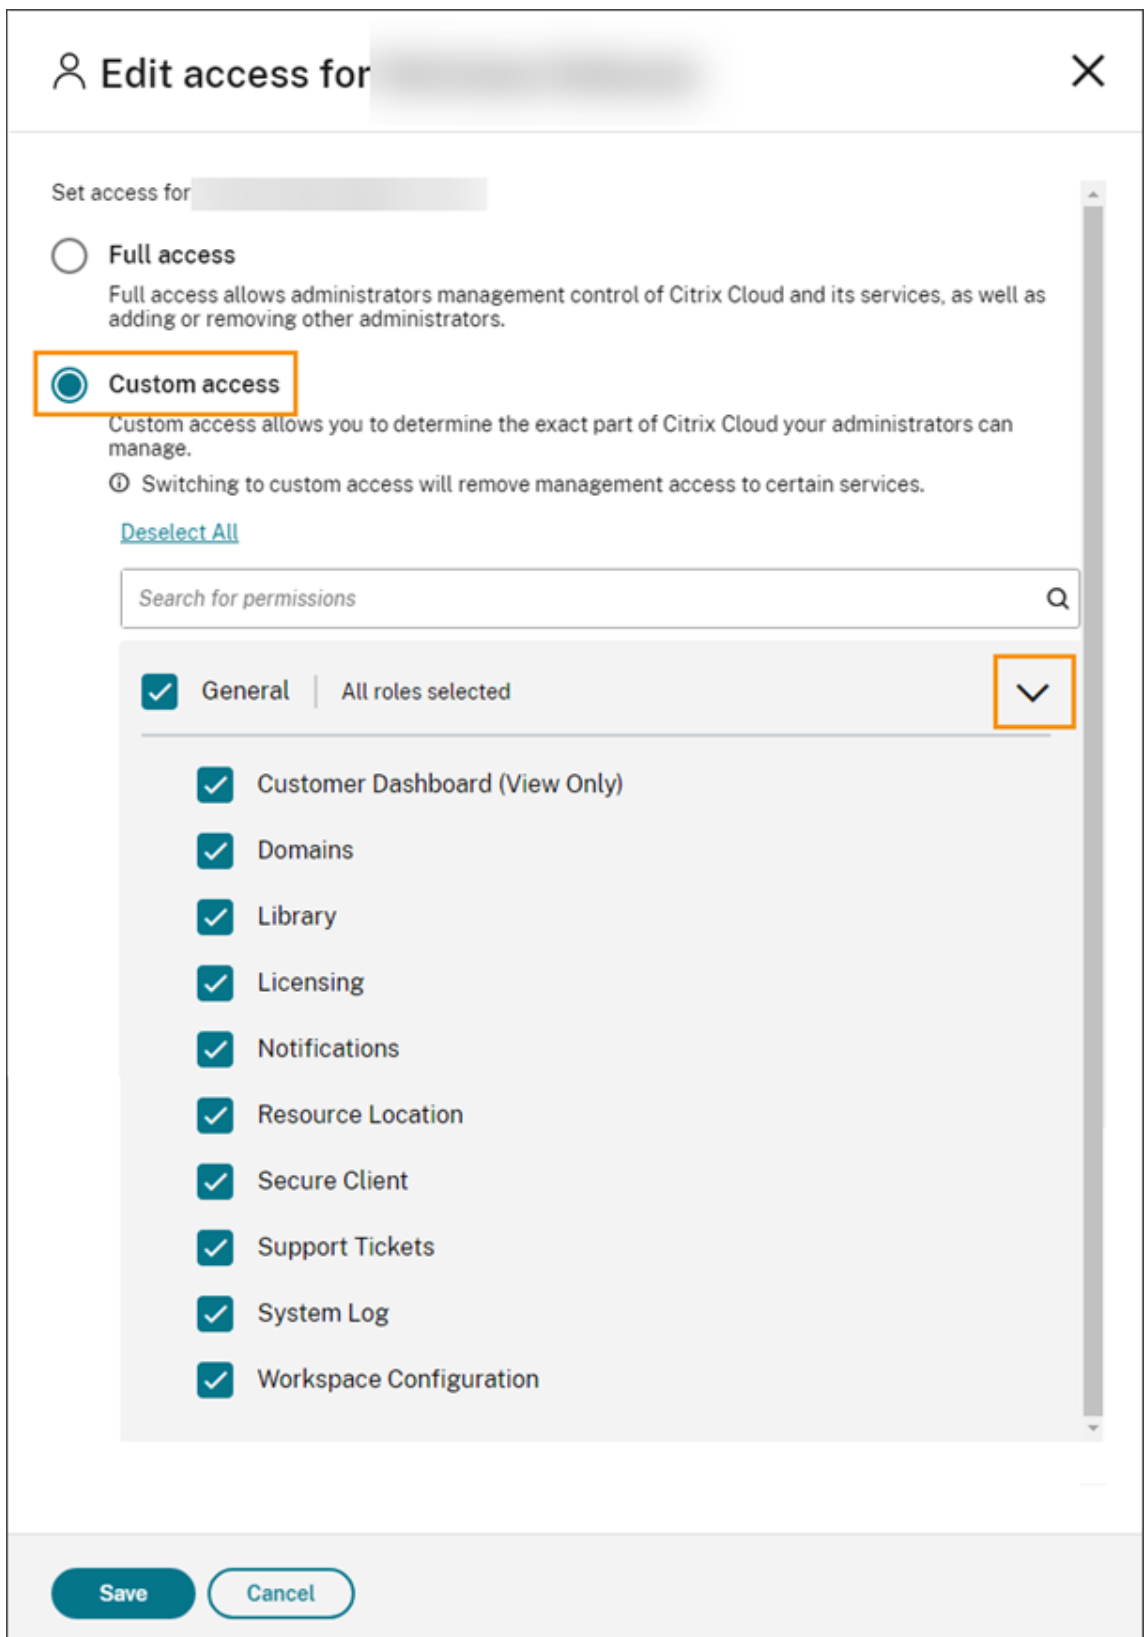 Edit access for
Set access for
Full access
Full access allows administrators management control of Citrix Cloud and its services, as well as
adding or removing other administrators.
Custom access
Custom access allows you to determine the exact part of Citrix Cloud your administrators can
manage.
Switching to custom access will remove management access to certain services.
Deselect All
Search for permissions
General | All roles selected
Customer Dashboard (View Only)
Domains
Library
Licensing
Notifications
Resource Location
Secure Client
Support Tickets
System Log
Workspace Configuration
Save Cancel